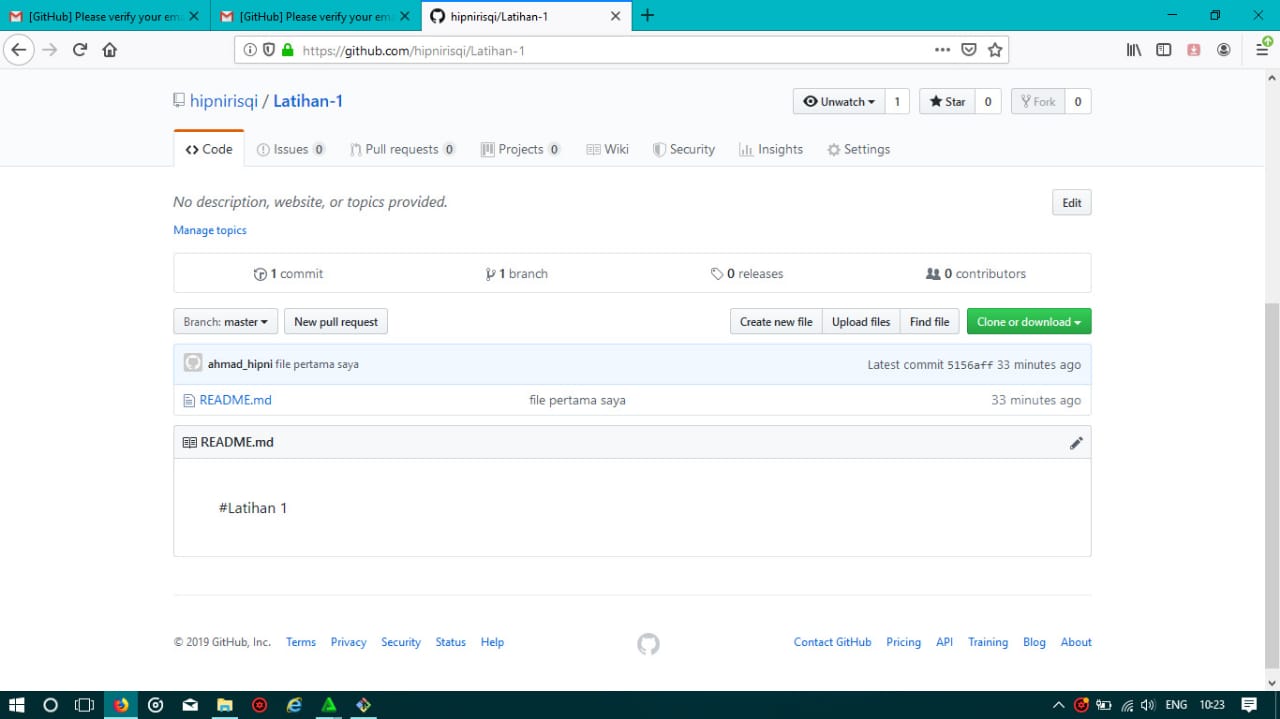 [GitHub] Please verify your ema
[GitHub] Please verify your ema
hipnirisqi/Latihan-1
https://github.com/hipnirisqi/Latihan-1
hipnirisqi / Latihan-1
Unwatch 1
Star 0
Fork 0
Code
Issues 0
Pull requests 0
Projects 0
Wiki
Security
Insights
Settings
No description, website, or topics provided.
Edit
Manage topics
1 commit
1 branch
0 releases
0 contributors
Branch: master
New pull request
Create new file
Upload files
Find file
Clone or download
ahmad_hipni file pertama saya
Latest commit 5156aff 33 minutes ago
README.md
file pertama saya
33 minutes ago
README.md
#Latihan 1
© 2019 GitHub, Inc.
Terms
Privacy
Security
Status
Help
Contact GitHub
Pricing
API
Training
Blog
About
ENG
10:23